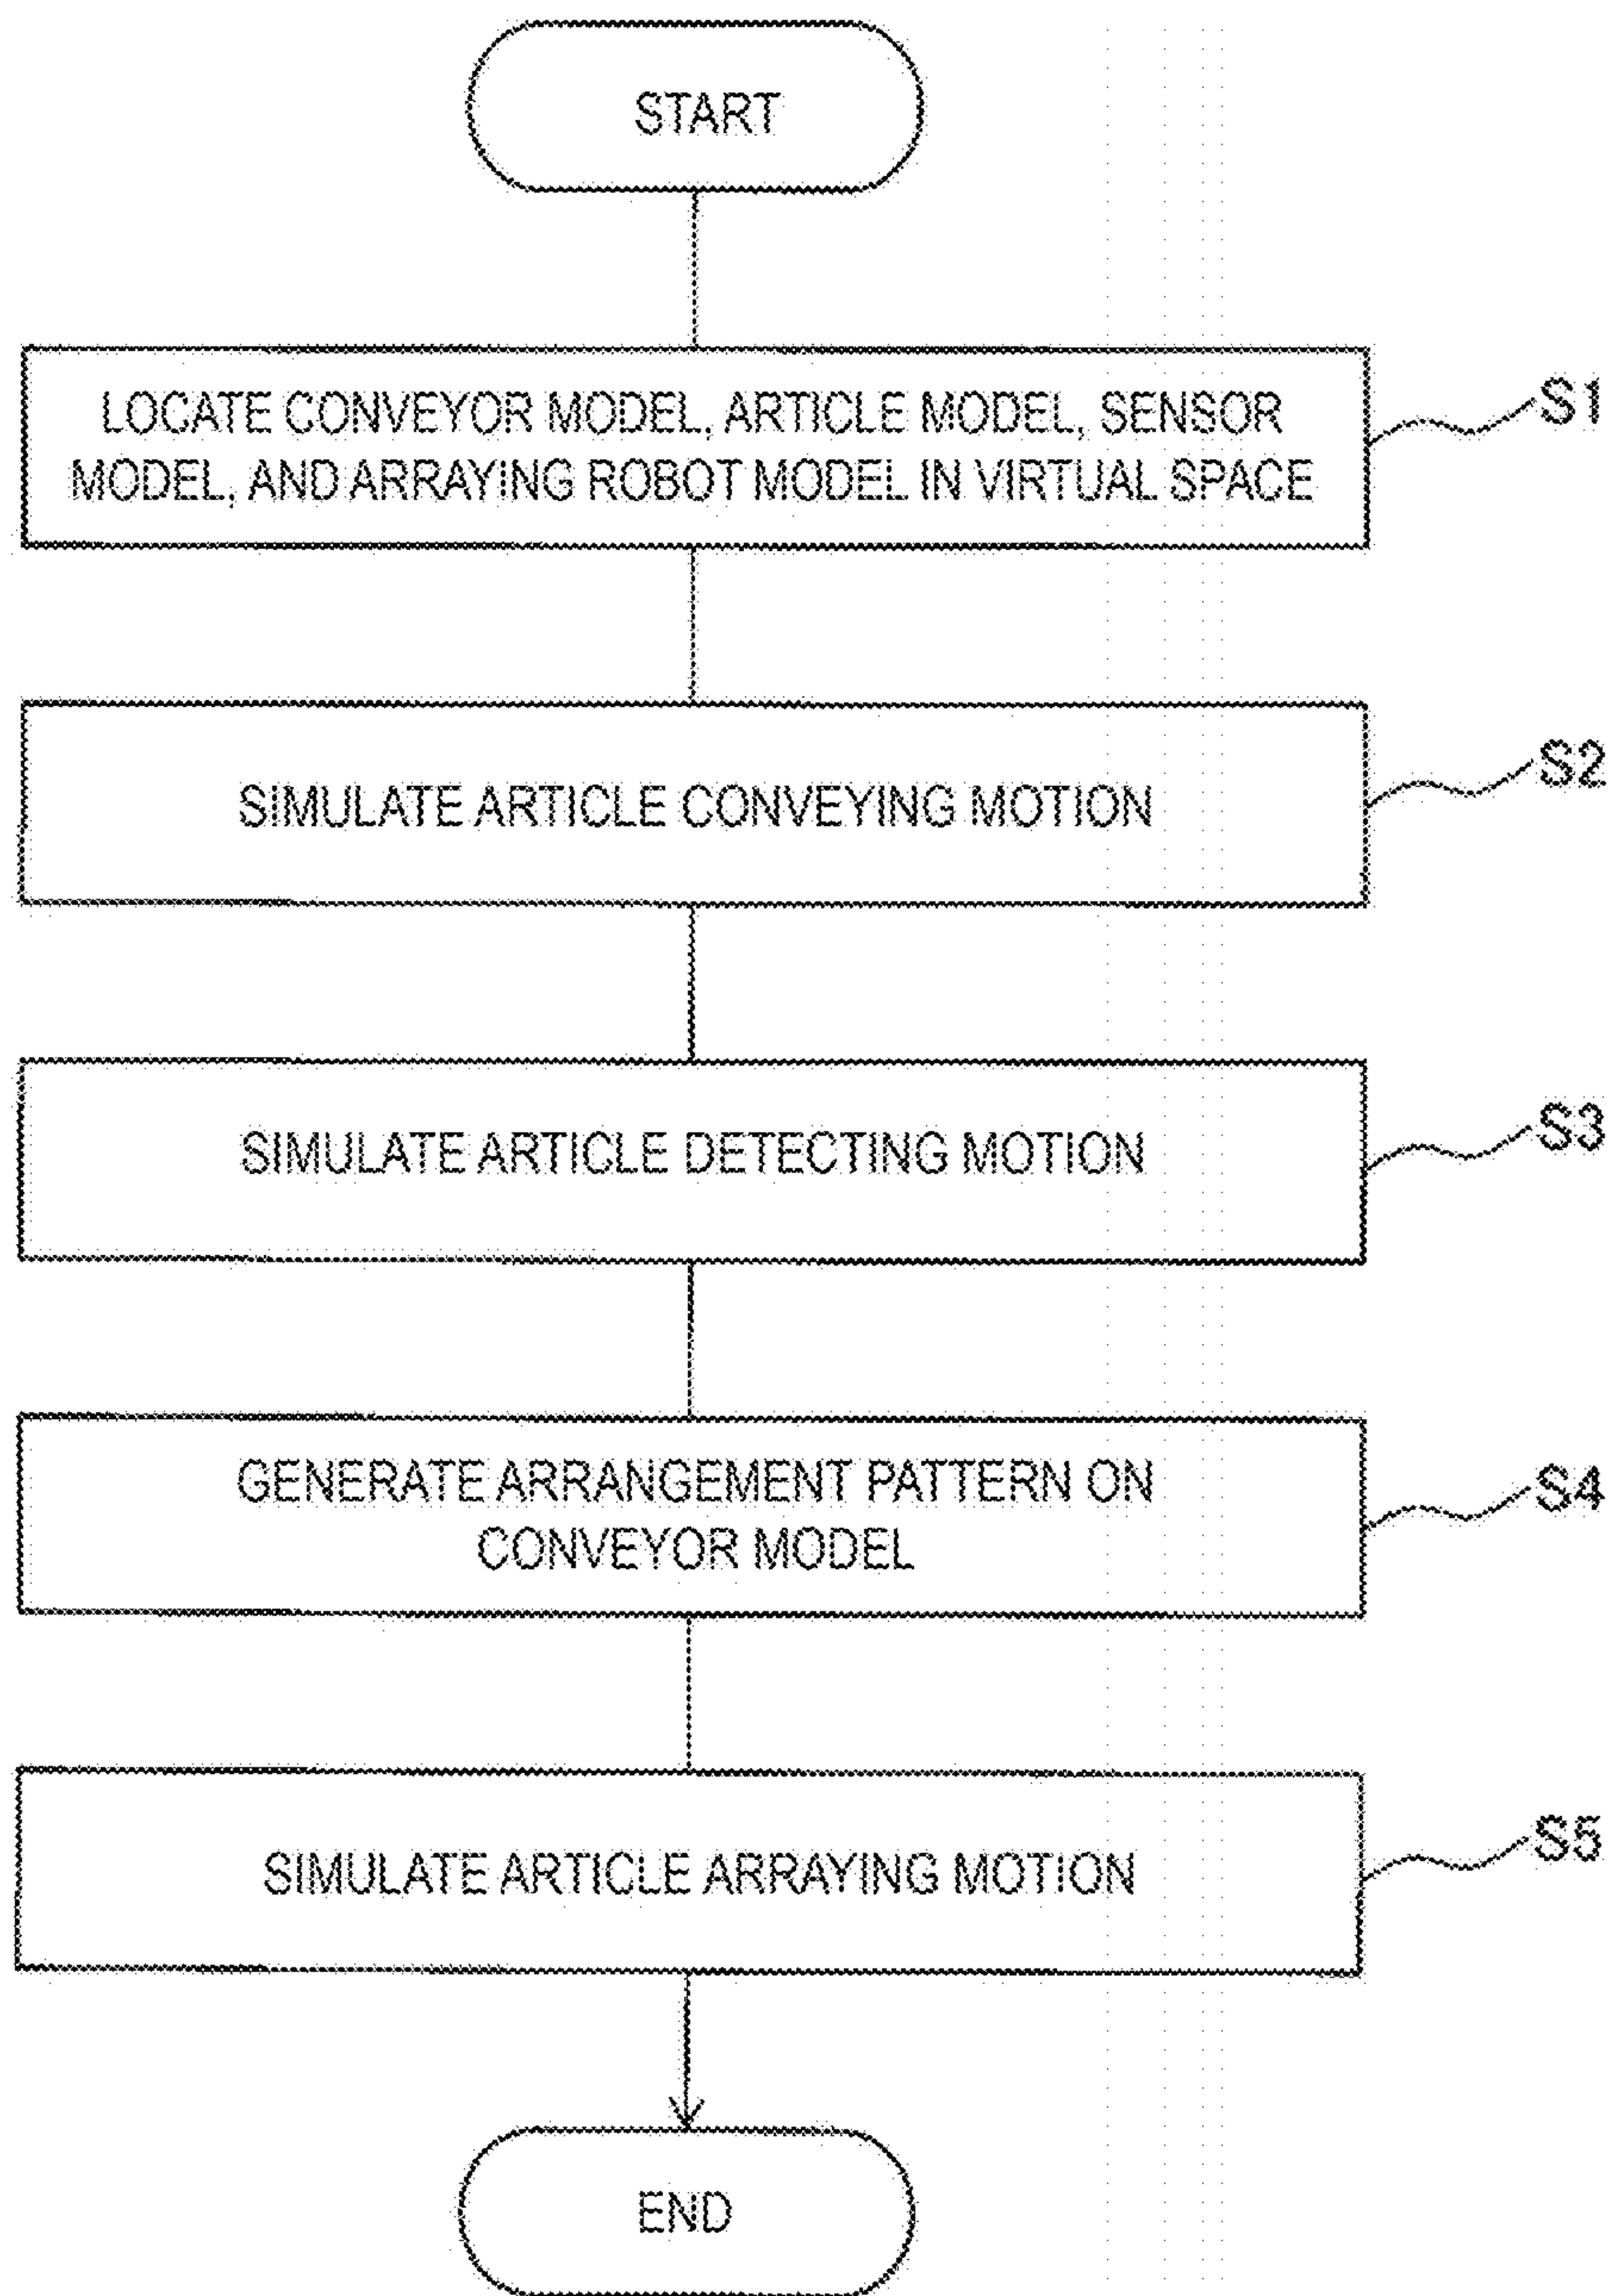 START
LOCATE CONVEYOR MODEL, ARTICLE MODEL, SENSOR
MODEL, AND ARRAYING ROBOT MODEL IN VIRTUAL SPACE
S1
SIMULATE ARTICLE CONVEYING MOTION
S2
SIMULATE ARTICLE DETECTING MOTION
S3
GENERATE ARRANGEMENT PATTERN ON
CONVEYOR MODEL
S4
SIMULATE ARTICLE ARRAYING MOTION
S5
END